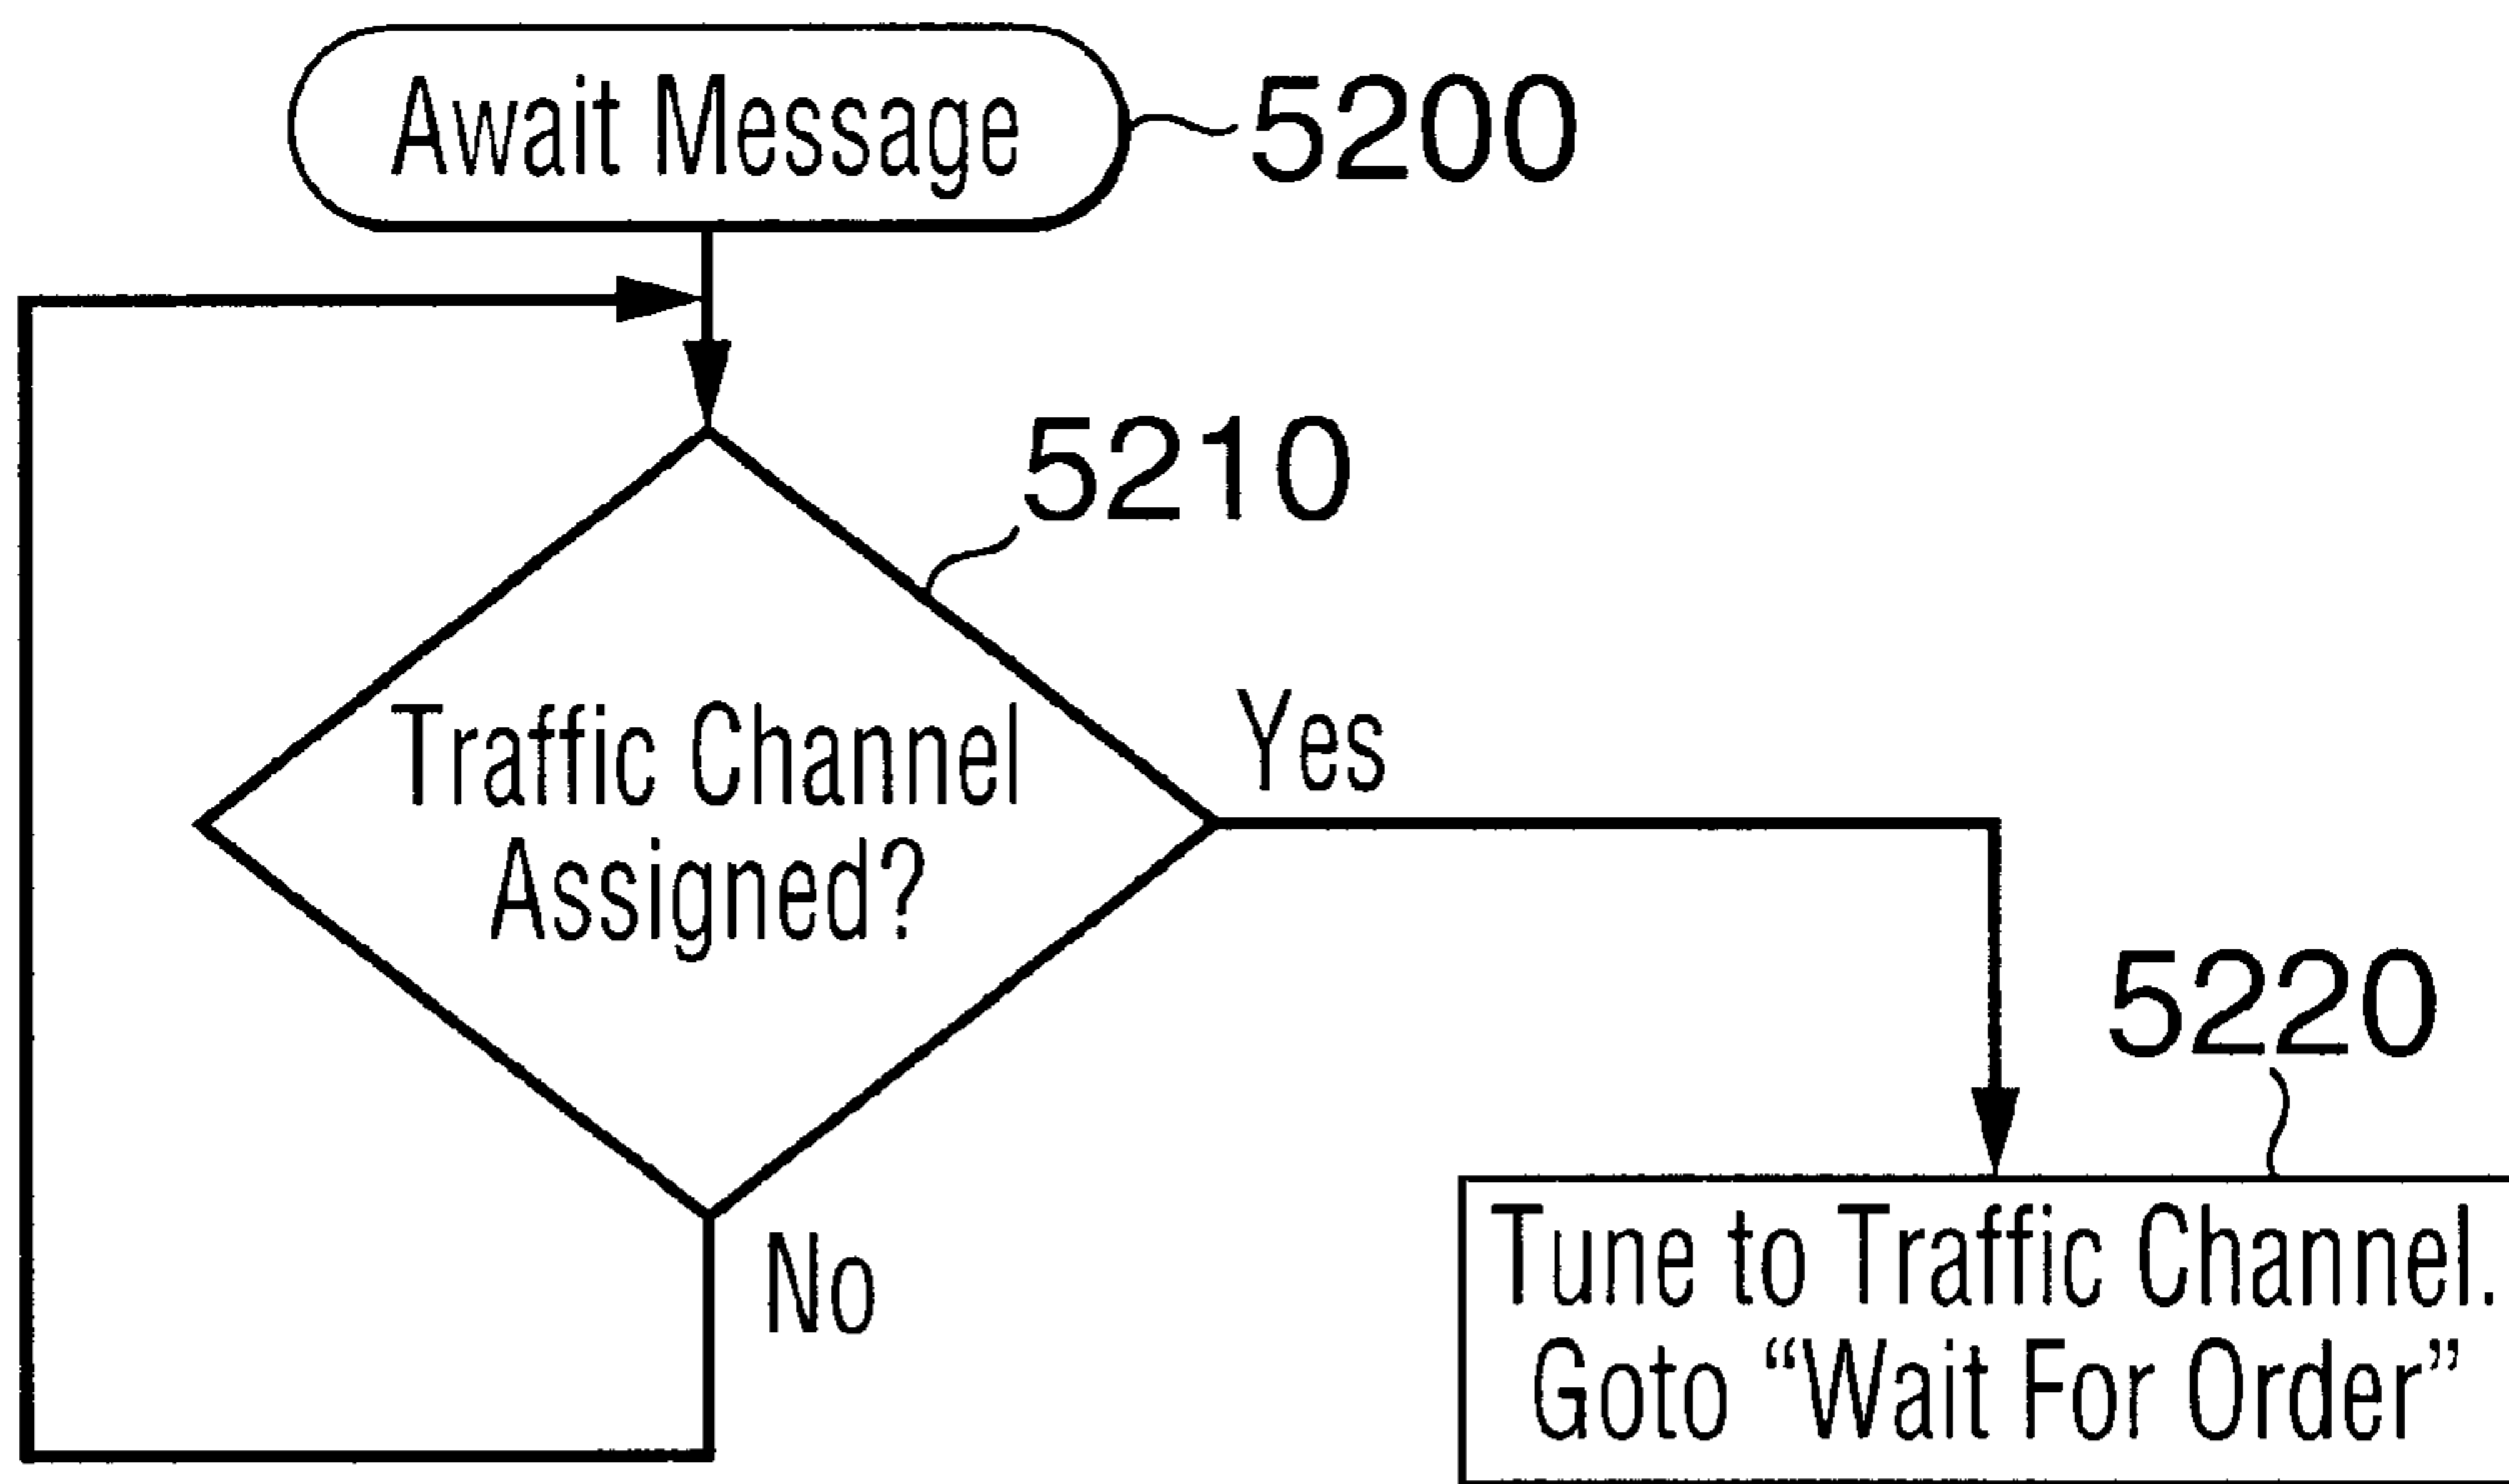 Await Message
5200
5210
Traffic Channel
Assigned?
Yes
No
5220
Tune to Traffic Channel.
Goto “Wait For Order”